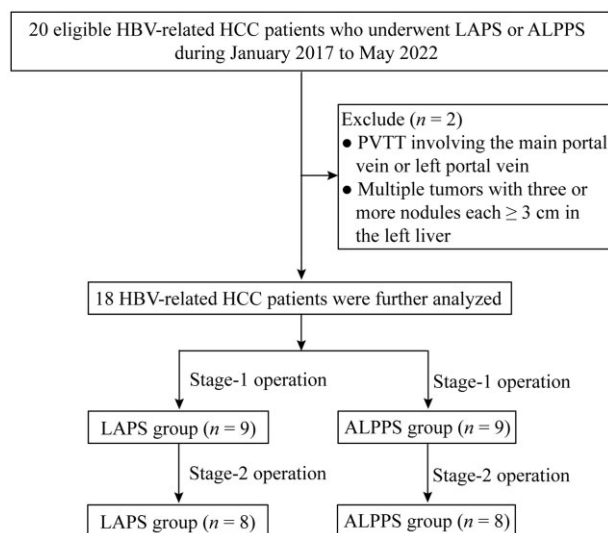 20 eligible HBV-related HCC patients who underwent LAPS or ALPPS
during January 2017 to May 2022
Exclude (n = 2)
● PVTT involving the main portal
vein or left portal vein
● Multiple tumors with three or
more nodules each ≥ 3 cm in
the left liver
18 HBV-related HCC patients were further analyzed
Stage-1 operation
Stage-1 operation
LAPS group (n = 9)
ALPPS group (n = 9)
Stage-2 operation
Stage-2 operation
LAPS group (n = 8)
ALPPS group (n = 8)